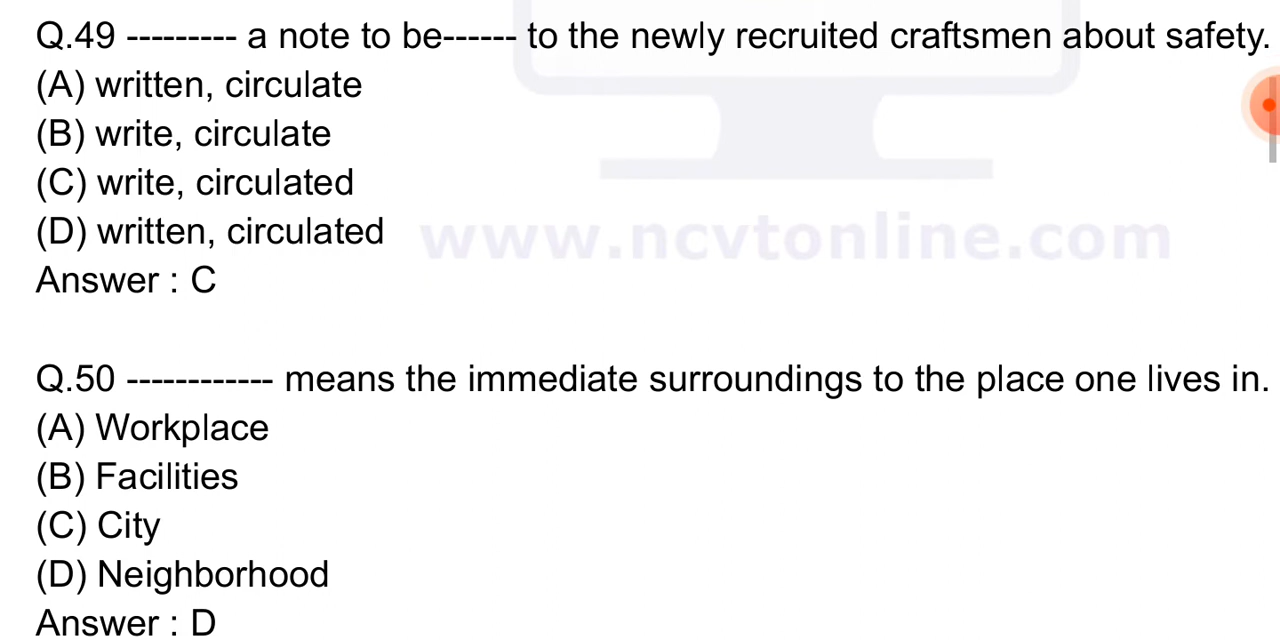 Q.49 --------- a note to be------ to the newly recruited craftsmen about safety.
(A) written, circulate
(B) write, circulate
(C) write, circulated
(D) written, circulated
www.ncvtonline.com
Answer : C
Q.50 ------------ means the immediate surroundings to the place one lives in.
(A) Workplace
(B) Facilities
(C) City
(D) Neighborhood
Answer : D